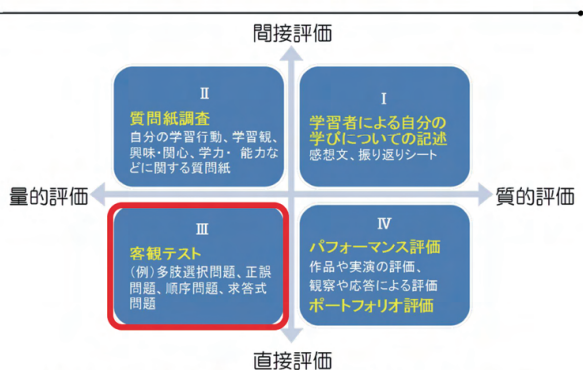 間接評価
Ⅱ
質問紙調査
自分の学習行動、学習観、
興味・関心、学力・ 能力な
どに関する質問紙
Ⅰ
学習者による自分の
学びについての記述
感想文、振り返りシート
量的評価
質的評価
Ⅲ
客観テスト
(例)多肢選択問題、正誤
問題、順序問題、求答式
問題
Ⅳ
パフォーマンス評価
作品や実演の評価、
観察や応答による評価
ポートフォリオ評価
直接評価